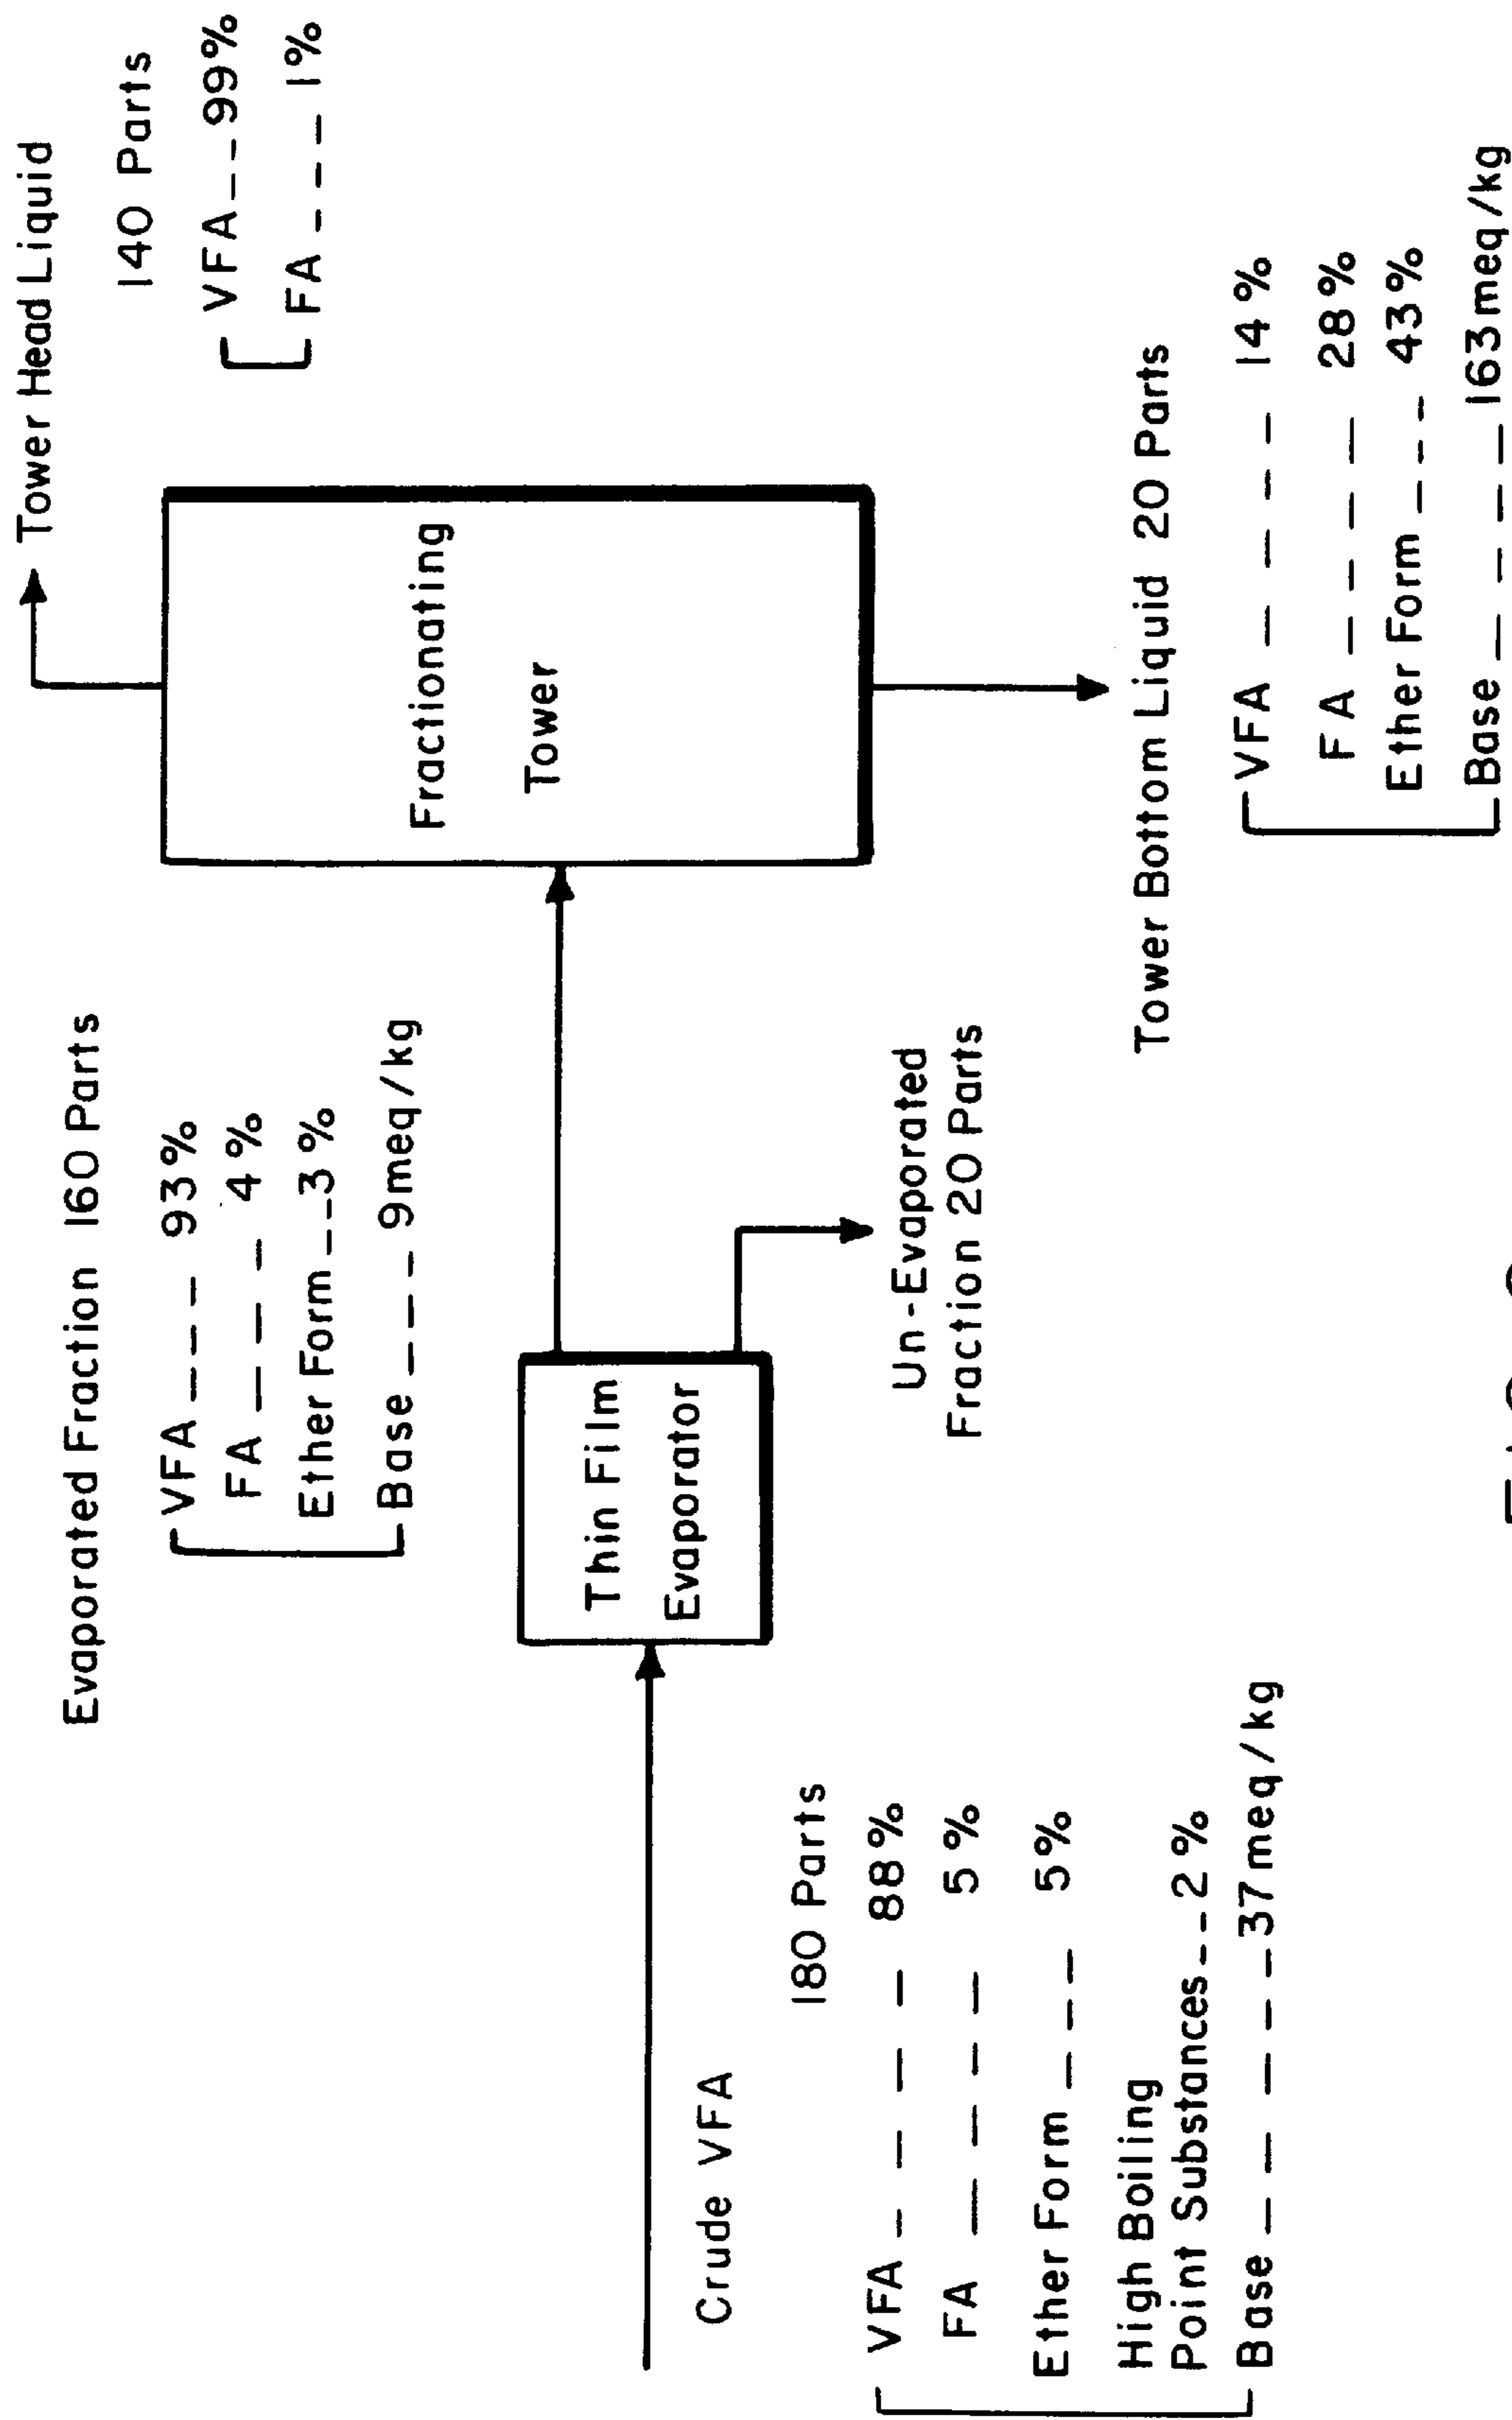 Tower Head Liquid
140 Parts
VFA -- 99%
FA --- 1%
Evaporated Fraction 160 Parts
VFA --- 93%
FA --- 4%
Ether Form -- 3%
Base --- 9meq/kg
Fractionating
Tower
Thin Film
Evaporator
Un-Evaporated
Fraction 20 Parts
Crude VFA
180 Parts
VFA ---- 88%
FA ---- 5%
Ether Form --- 5%
High Boiling
Point Substances -- 2%
Base ----- 37meq/kg
Tower Bottom Liquid 20 Parts
VFA ---- 14%
FA ---- 28%
Ether Form --- 43%
Base ---- 163meq/kg